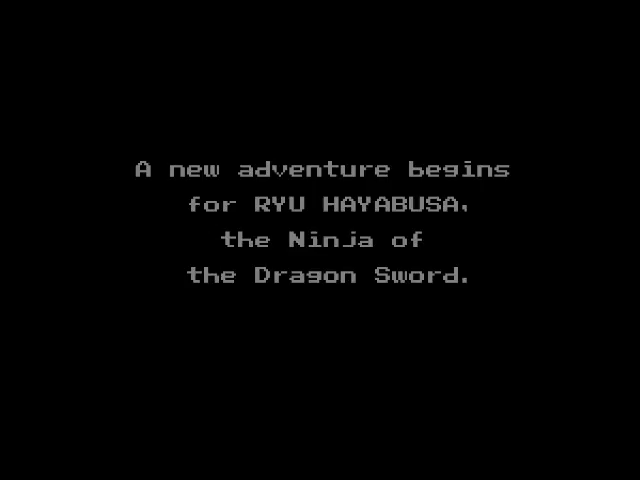 A new adventure begins
for RYU HAYABUSA,
the Ninja of
the Dragon Sword.